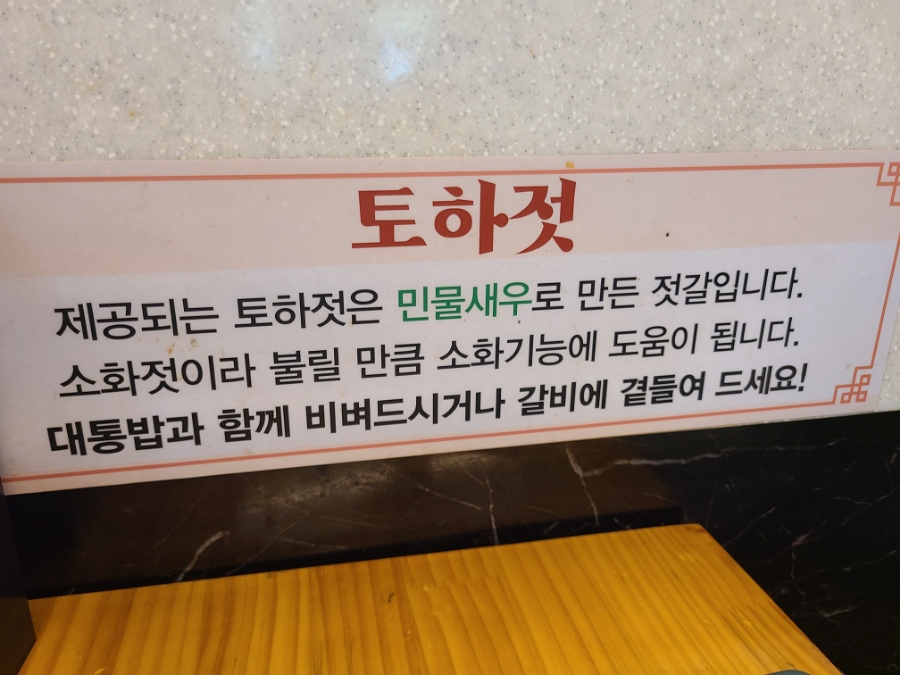 토하젓
제공되는 토하젓은 민물새우로 만든 젓갈입니다.
소화젓이라 불릴 만큼 소화기능에 도움이 됩니다.
대통밥과 함께 비벼드시거나 갈비에 곁들여 드세요!